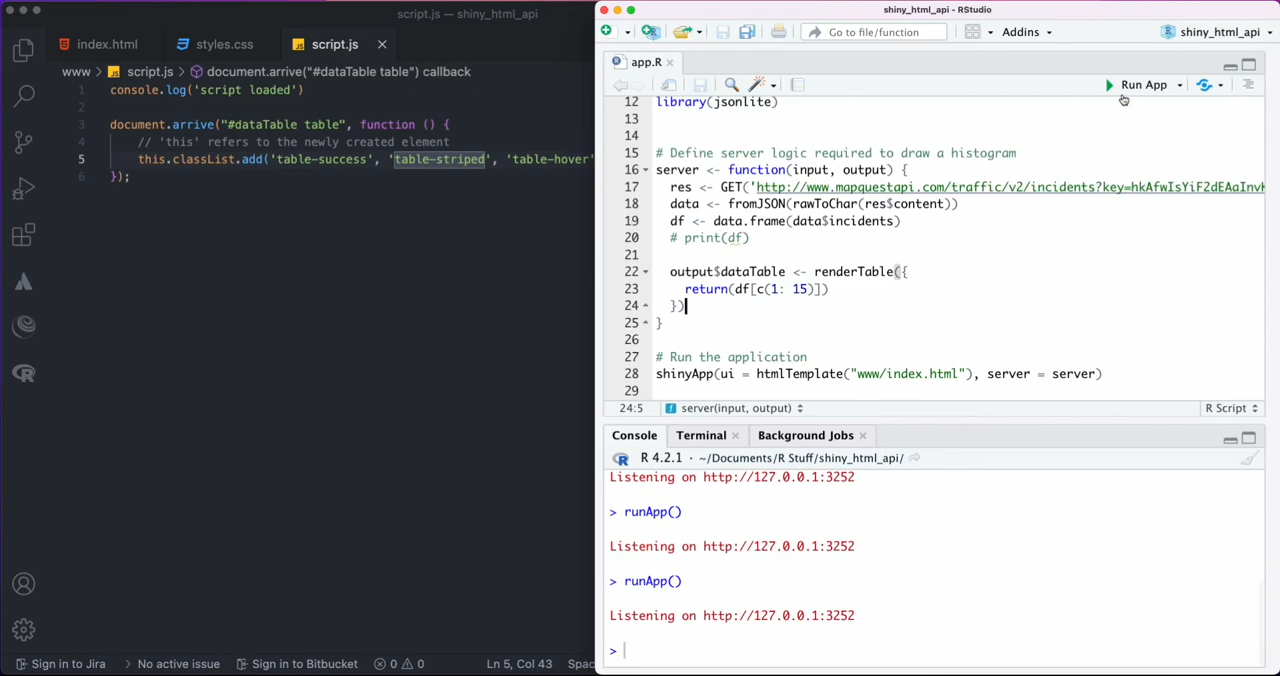 script.js — shiny_html_api
index.html
styles.css
script.js
www > script.js > document.arrive("#dataTable table") callback
1 console.log('script loaded')
2
3 document.arrive("#dataTable table", function () {
4 // 'this' refers to the newly created element
5 this.classList.add('table-success', 'table-striped', 'table-hover'
6 });
Sign in to Jira
No active issue
Sign in to Bitbucket
0
0
Ln 5, Col 43
Spac
shiny_html_api - RStudio
Go to file/function
Addins
shiny_html_api
app.R
Run App
12 library(jsonlite)
13
14
15 # Define server logic required to draw a histogram
16 server <- function(input, output) {
17 res <- GET('http://www.mapquestapi.com/traffic/v2/incidents?key=hkAfwIsYiF2dEAaInvK
18 data <- fromJSON(rawToChar(res$content))
19 df <- data.frame(data$incidents)
20 # print(df)
21
22 output$dataTable <- renderTable({
23 return(df[c(1: 15)])
24 })
25 }
26
27 # Run the application
28 shinyApp(ui = htmlTemplate("www/index.html"), server = server)
29
24:5
server(input, output)
R Script
Console
Terminal
Background Jobs
R 4.2.1 · ~/Documents/R Stuff/shiny_html_api/
Listening on http://127.0.0.1:3252
> runApp()
Listening on http://127.0.0.1:3252
> runApp()
Listening on http://127.0.0.1:3252
>